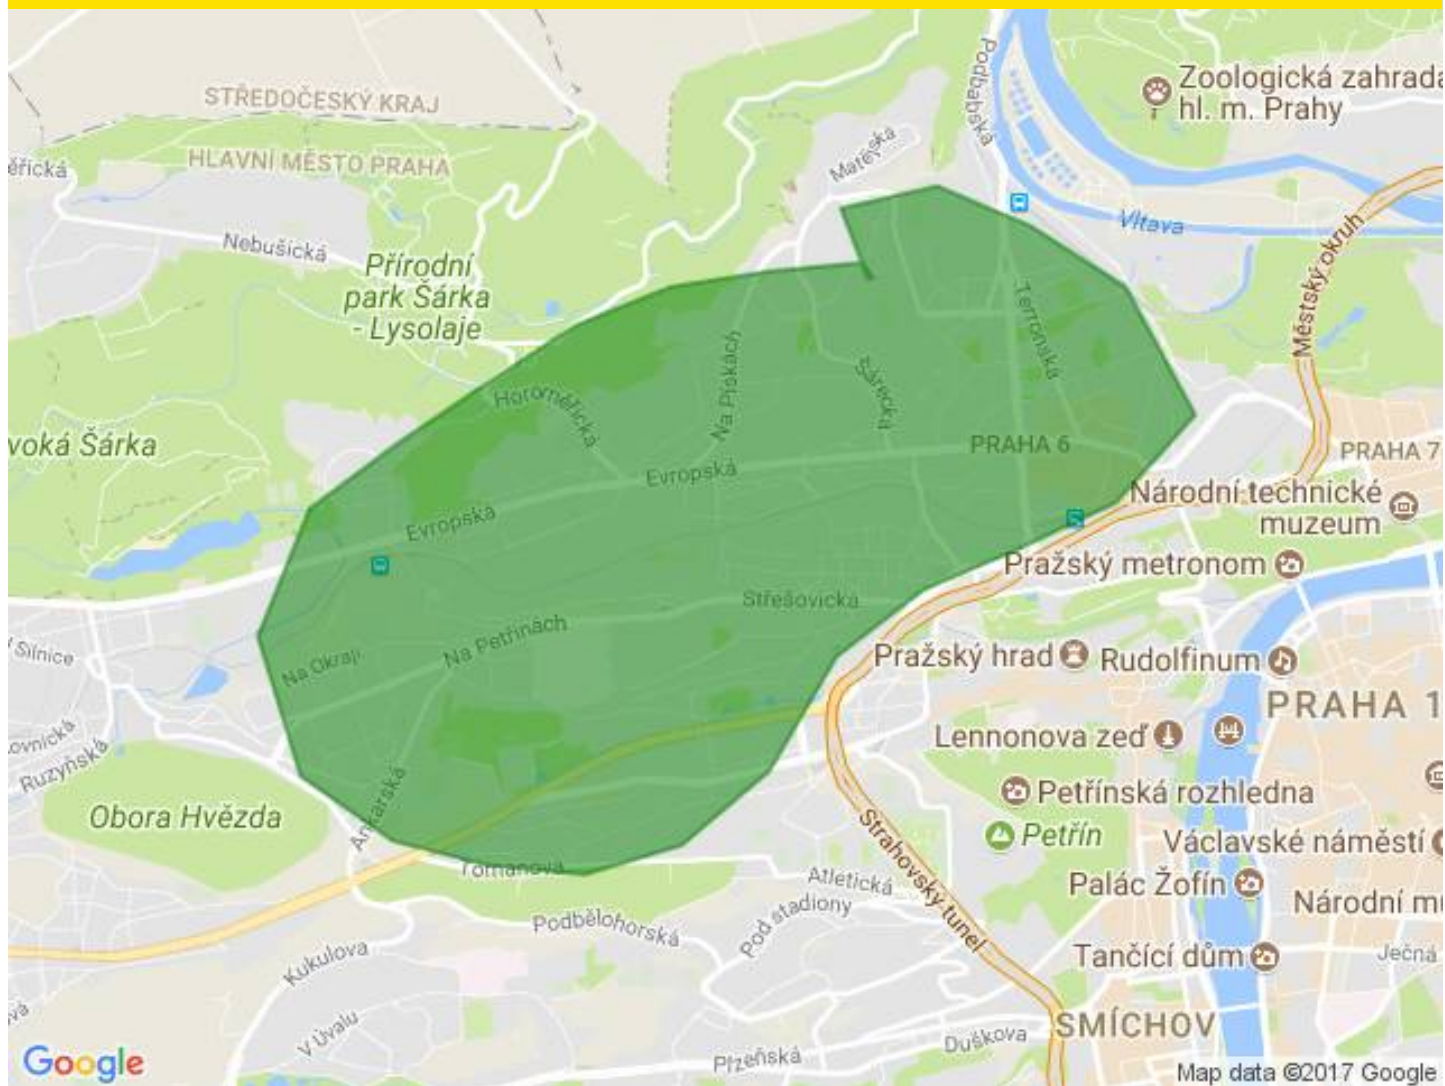 Zoologická zahrada
hl. m. Prahy
Podbabská
STŘEDOČESKÝ KRAJ
HLAVNÍ MĚSTO PRAHA
Matějská
Vltava
Nebušická
Přírodní
park Šárka
- Lysolaje
Městský okruh
Terronská
Na Pískách
Šárecká
Horoměřická
voká Šárka
PRAHA 6
PRAHA 7
Evropská
Národní technické
muzeum
Evropská
Pražský metronom
Střešovická
Na Petřinách
Silnice
Na Okraji
Pražský hrad
Rudolfinum
PRAHA 1
Lennonova zeď
Ruzyňská
Ankarská
Petřínská rozhledna
Obora Hvězda
Petřín
Strahovský tunel
Václavské náměstí
Tomanova
Atletická
Palác Žofín
Národní mu
Pod stadiony
Podbělohorská
Kukulova
Tančící dům
Ječná
V Úvalu
SMÍCHOV
Duškova
Plzeňská
Google
Map data ©2017 Google